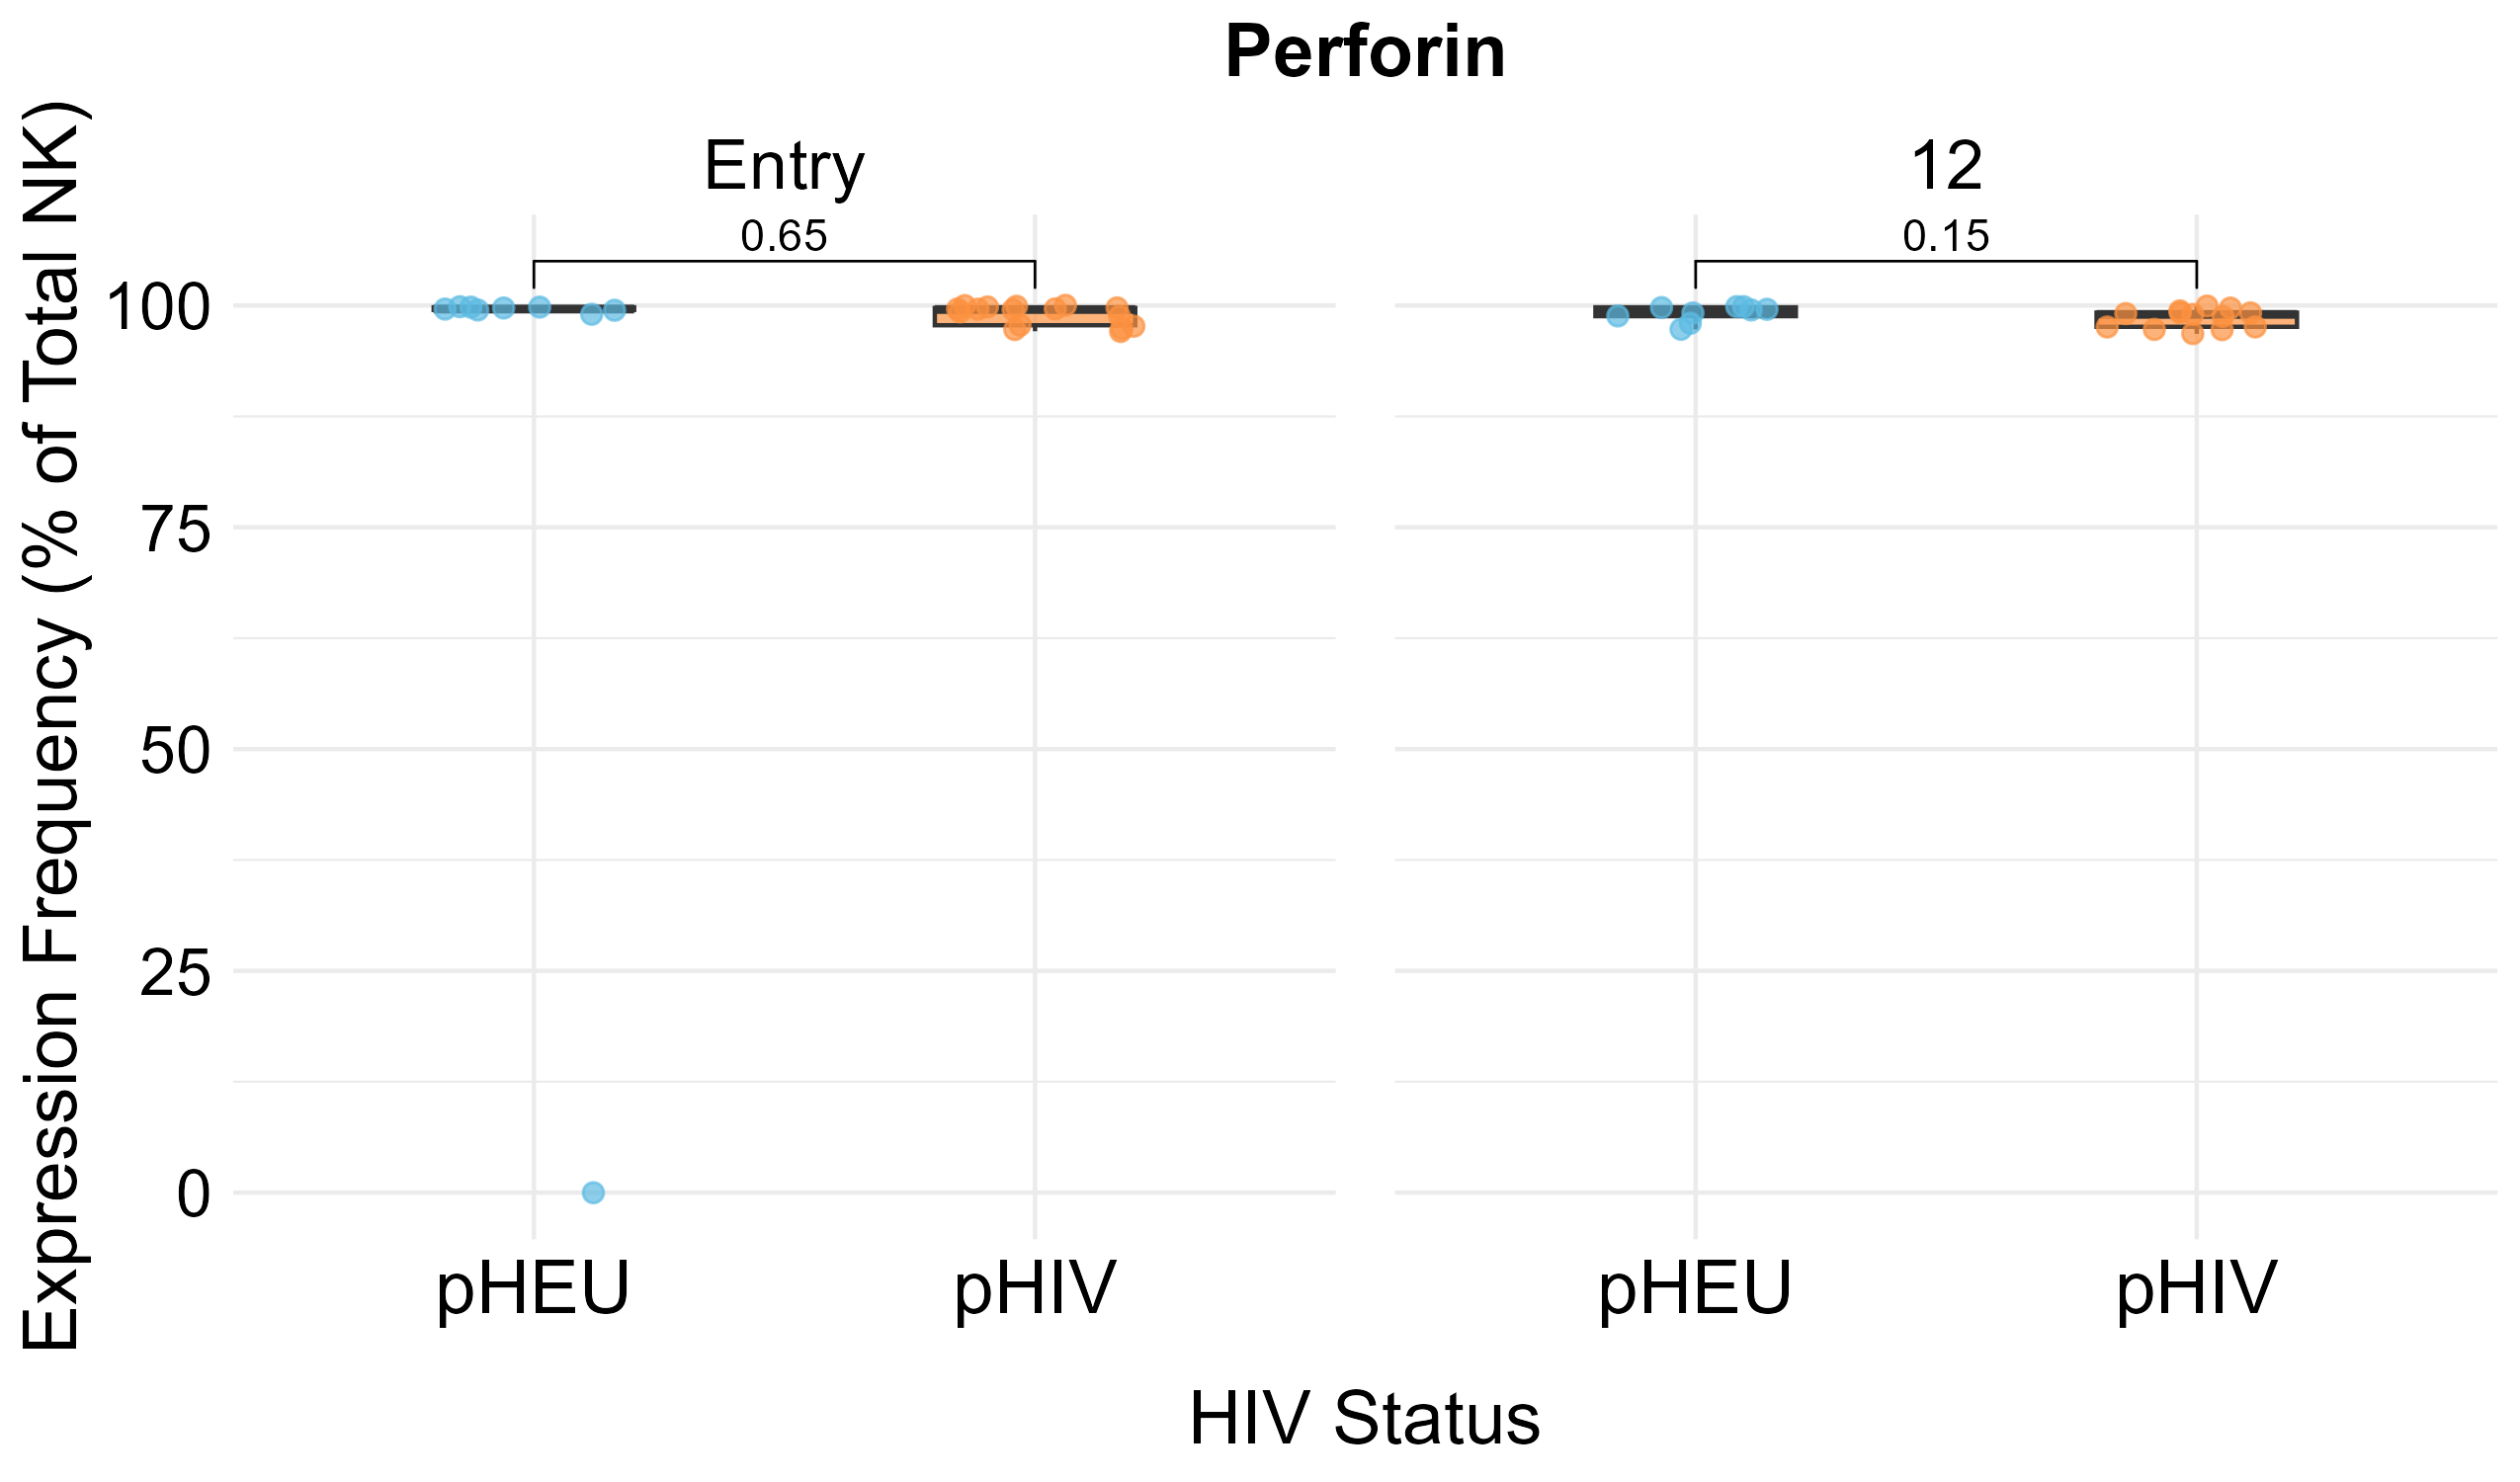 Perforin
Entry
12
0.65
0.15
Expression Frequency (% of Total NK)
100
75
50
25
0
pHEU
pHIV
pHEU
pHIV
HIV Status